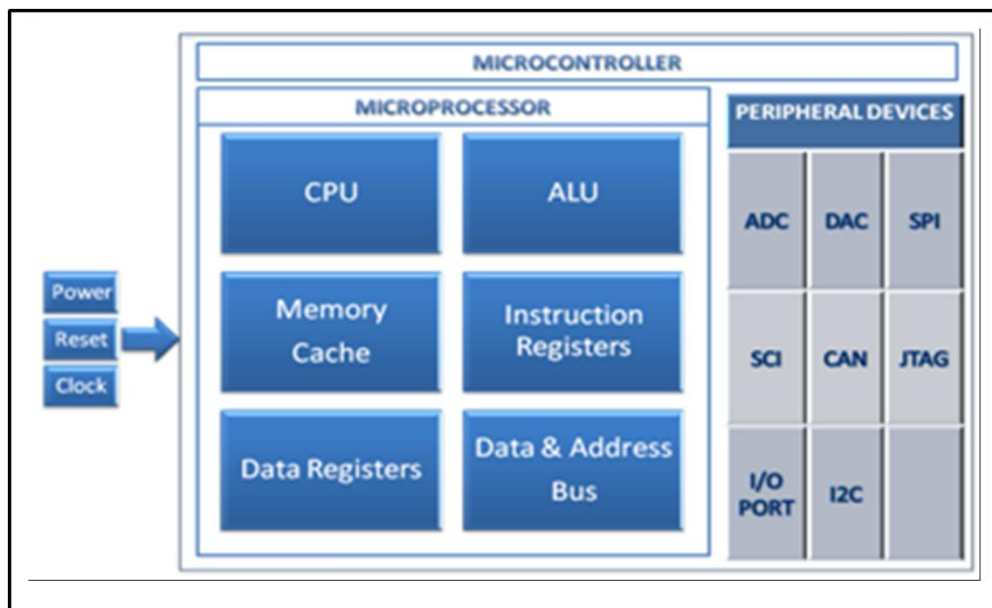 MICROCONTROLLER
MICROPROCESSOR
PERIPHERAL DEVICES
CPU
ALU
ADC
DAC
SPI
Power
Reset
Clock
Memory
Cache
Instruction
Registers
SCI
CAN
JTAG
Data Registers
Data & Address
Bus
I/O
PORT
I2C